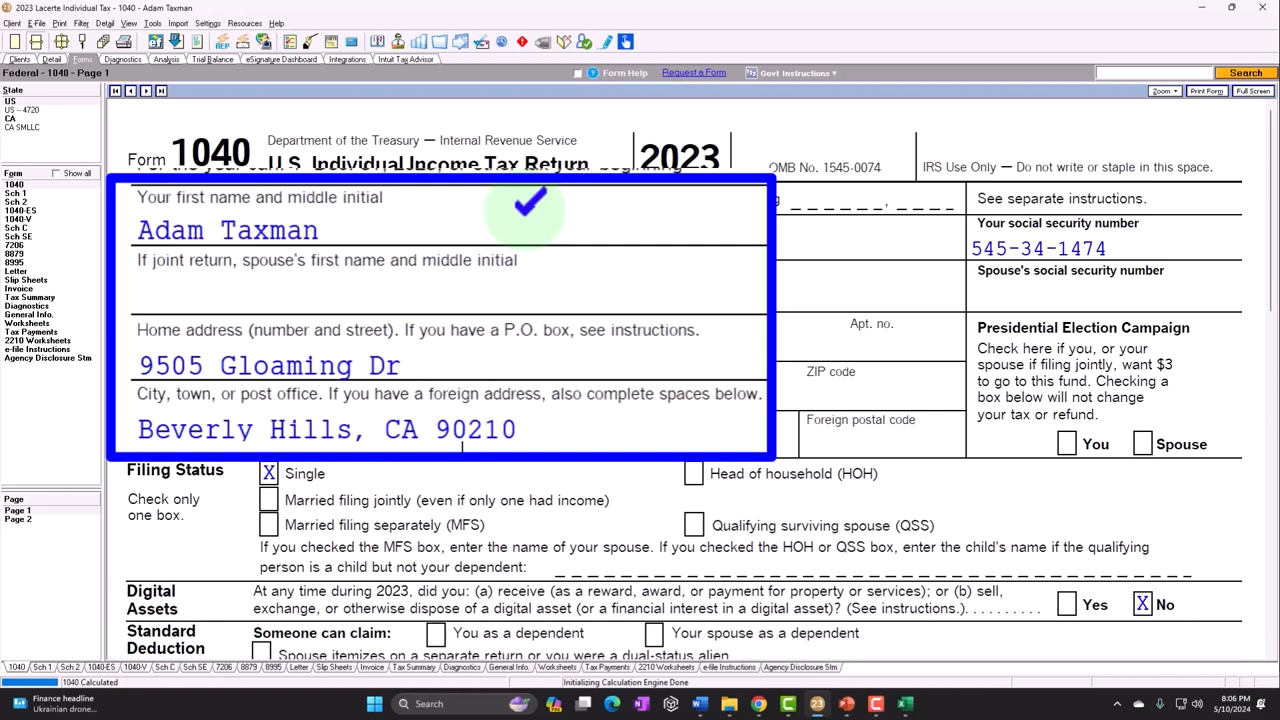 2023 Lacerte Individual Tax - 1040 - Adam Taxman
Client E-File Print Filter Detail View Tools Import Settings Resources Help
Clients Detail Forms Diagnostics Analysis Trial Balance eSignature Dashboard Integrations Intuit Tax Advisor
Federal - 1040 - Page 1
Form Help Request a Form Govt Instructions Search
State
US
US - 4720
CA
CA SMLLC
Form Show all
1040
Sch 1
Sch 2
1040-ES
1040-V
Sch C
Sch SE
7206
8879
8995
Letter
Slip Sheets
Invoice
Tax Summary
Diagnostics
General Info.
Worksheets
Tax Payments
2210 Worksheets
e-file Instructions
Agency Disclosure Stm
Page
Page 1
Page 2
Zoom Print Form Full Screen
Form 1040 Department of the Treasury — Internal Revenue Service
U.S. Individual Income Tax Return 2023
OMB No. 1545-0074 IRS Use Only — Do not write or staple in this space.
See separate instructions.
Your first name and middle initial
Adam Taxman
Your social security number
545-34-1474
If joint return, spouse's first name and middle initial
Spouse's social security number
Home address (number and street). If you have a P.O. box, see instructions.
9505 Gloaming Dr
Apt. no.
City, town, or post office. If you have a foreign address, also complete spaces below.
Beverly Hills, CA 90210
ZIP code
Foreign postal code
Presidential Election Campaign
Check here if you, or your
spouse if filing jointly, want $3
to go to this fund. Checking a
box below will not change
your tax or refund.
You Spouse
Filing Status X Single Head of household (HOH)
Check only
one box.
Married filing jointly (even if only one had income)
Married filing separately (MFS) Qualifying surviving spouse (QSS)
If you checked the MFS box, enter the name of your spouse. If you checked the HOH or QSS box, enter the child's name if the qualifying
person is a child but not your dependent:
Digital
Assets
At any time during 2023, did you: (a) receive (as a reward, award, or payment for property or services); or (b) sell,
exchange, or otherwise dispose of a digital asset (or a financial interest in a digital asset)? (See instructions.) Yes X No
Standard
Deduction
Someone can claim: You as a dependent Your spouse as a dependent
Spouse itemizes on a separate return or you were a dual-status alien
1040 Sch 1 Sch 2 1040-ES 1040-V Sch C Sch SE 7206 8879 8995 Letter Slip Sheets Invoice Tax Summary Diagnostics General Info. Worksheets Tax Payments 2210 Worksheets e-file Instructions Agency Disclosure Stm
1040 Calculated Initializing Calculation Engine Done
Finance headline
Ukrainian drone...
Search
23
8:06 PM
5/10/2024